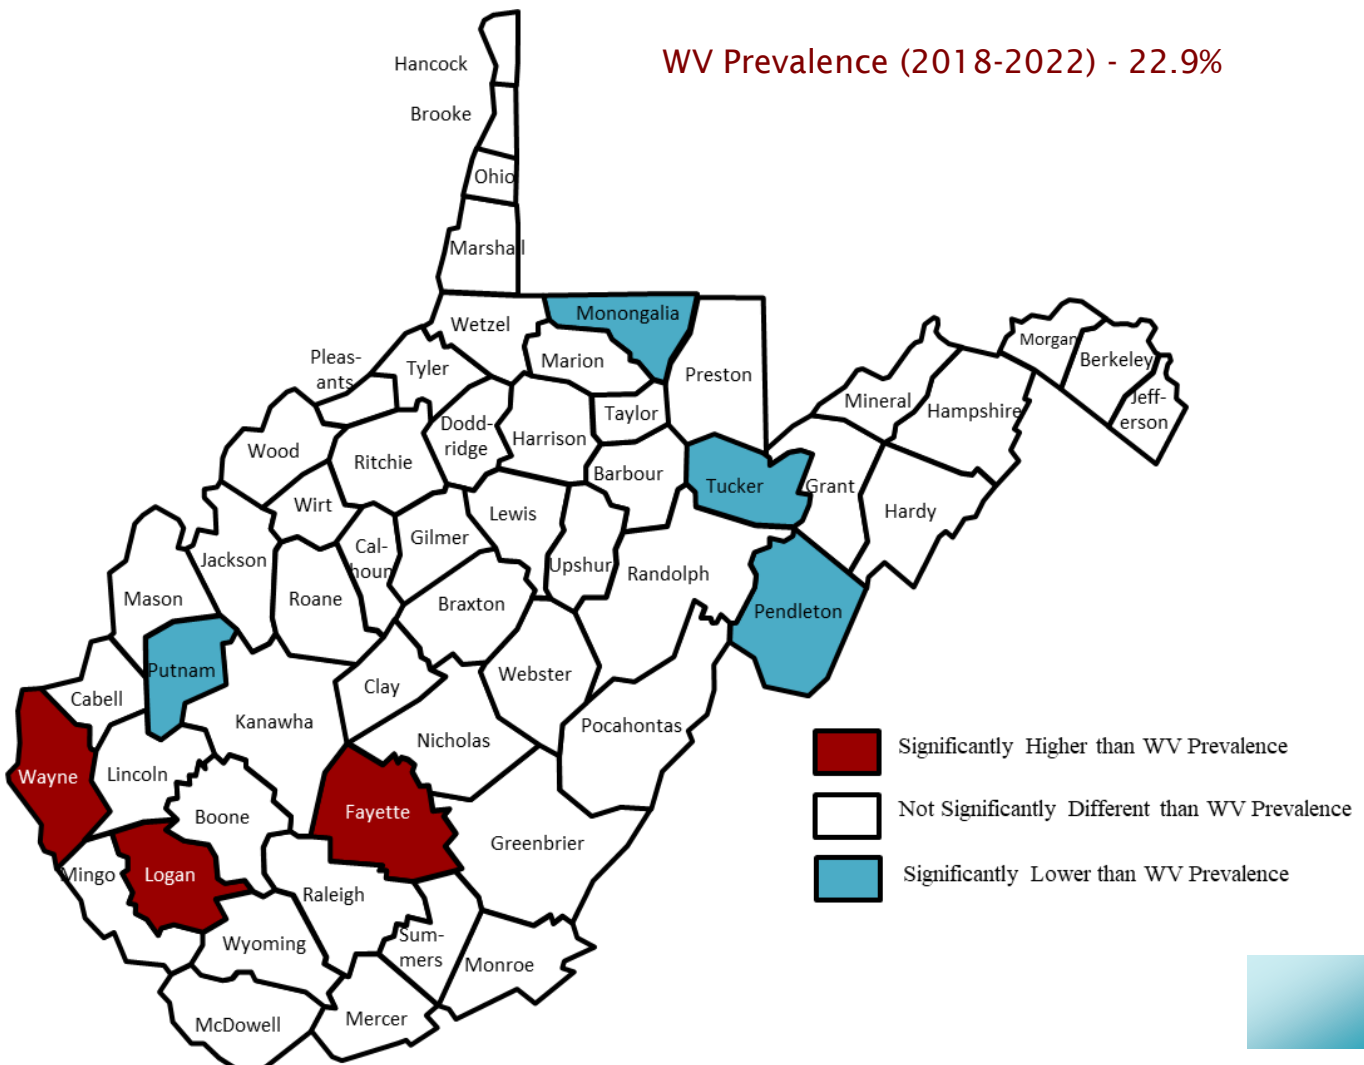 WV Prevalence (2018-2022) - 22.9%
Hancock
Brooke
Ohio
Marshall
Wetzel
Monongalia
Marion
Preston
Pleas-
ants
Tyler
Morgan
Berkeley
Jeff-
erson
Mineral
Hampshire
Taylor
Dodd-
ridge
Harrison
Wood
Ritchie
Barbour
Tucker
Grant
Hardy
Wirt
Lewis
Gilmer
Cal-
houn
Jackson
Upshur
Randolph
Mason
Roane
Braxton
Pendleton
Putnam
Webster
Clay
Cabell
Kanawha
Pocahontas
Nicholas
Wayne
Lincoln
Boone
Fayette
Greenbrier
Mingo
Logan
Raleigh
Wyoming
Sum-
mers
Monroe
McDowell
Mercer
Significantly Higher than WV Prevalence
Not Significantly Different than WV Prevalence
Significantly Lower than WV Prevalence